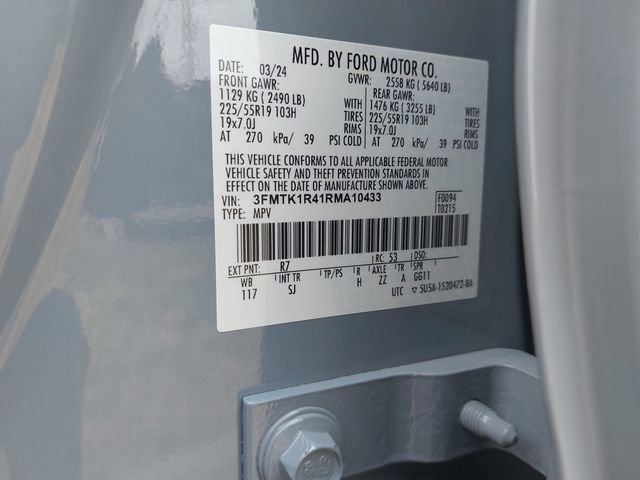 MFD. BY FORD MOTOR CO.
DATE: 03/24 GVWR: 2558 KG ( 5640 LB)
FRONT GAWR: REAR GAWR:
1129 KG ( 2490 LB) WITH 1476 KG ( 3255 LB) WITH
225/55R19 103H TIRES 225/55R19 103H TIRES
19x7.0J RIMS 19x7.0J RIMS
AT 270 kPa/ 39 PSI COLD AT 270 kPa/ 39 PSI COLD
THIS VEHICLE CONFORMS TO ALL APPLICABLE FEDERAL MOTOR
VEHICLE SAFETY AND THEFT PREVENTION STANDARDS IN
EFFECT ON THE DATE OF MANUFACTURE SHOWN ABOVE.
VIN: 3FMTK1R41RMA10433 F0094
TYPE: MPV T0215
EXT PNT: R7 RC: 53 DSO:
WB INT TR TP/PS R AXLE TR SPR
117 SJ H ZZ A GG11
UTC 5U5A-1520472-BA